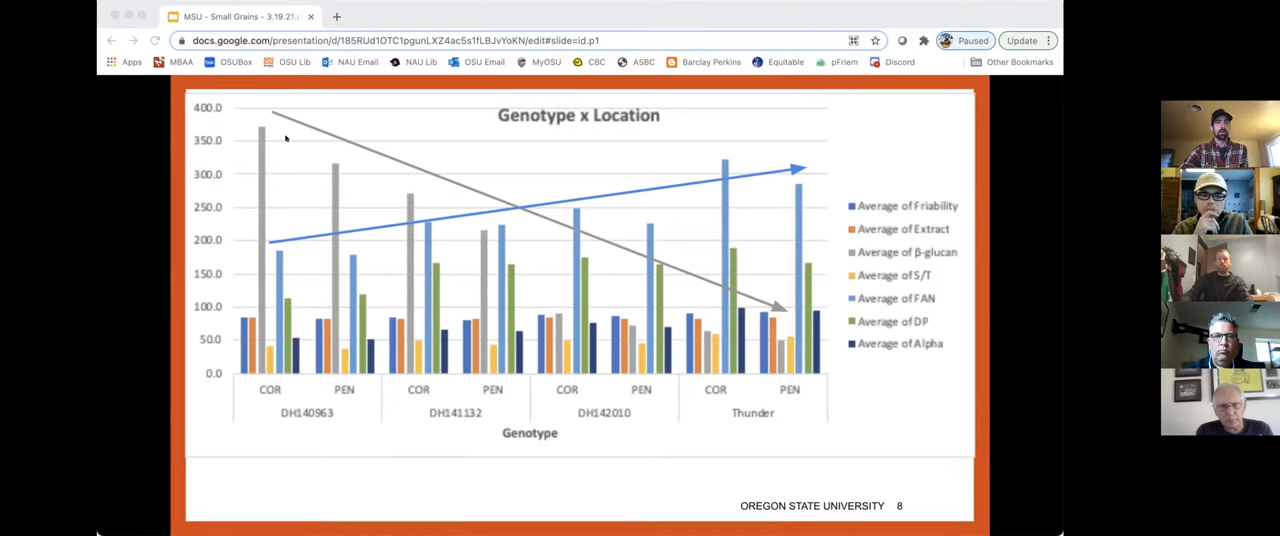 MSU - Small Grains - 3.19.21.p
docs.google.com/presentation/d/185RUd1OTC1pgunLXZ4ac5s1fLBJvYoKN/edit#slide=id.p1
Paused
Update
Apps MBAA OSUBox OSU Lib NAU Email NAU Lib OSU Email MyOSU CBC ASBC Barclay Perkins Equitable pFriem Discord Other Bookmarks
Genotype x Location
400.0
350.0
300.0
250.0
200.0
150.0
100.0
50.0
0.0
COR PEN COR PEN COR PEN COR PEN
DH140963 DH141132 DH142010 Thunder
Genotype
Average of Friability
Average of Extract
Average of β-glucan
Average of S/T
Average of FAN
Average of DP
Average of Alpha
OREGON STATE UNIVERSITY 8